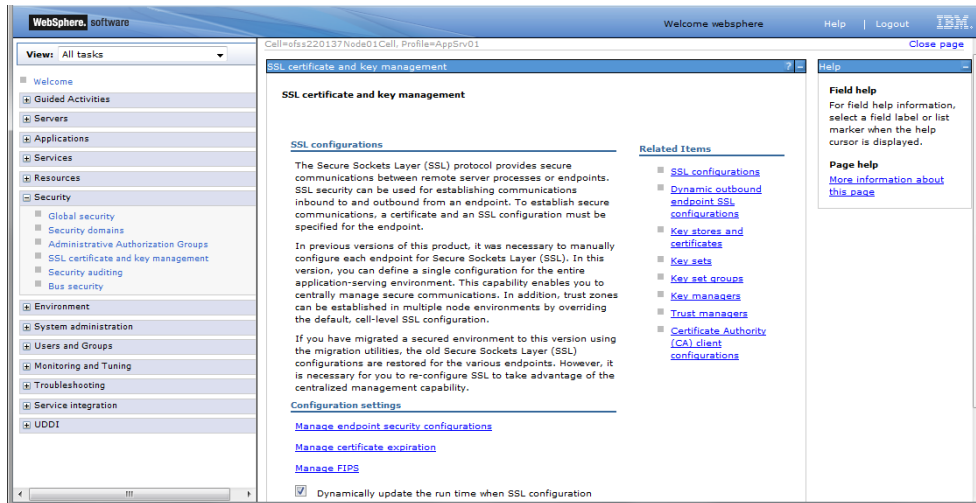 WebSphere. software
Welcome websphere
Help | Logout
IBM.
View: All tasks
Cell=ofss220137Node01Cell, Profile=AppSrv01
Close page
Welcome
Guided Activities
Servers
Applications
Services
Resources
Security
Global security
Security domains
Administrative Authorization Groups
SSL certificate and key management
Security auditing
Bus security
Environment
System administration
Users and Groups
Monitoring and Tuning
Troubleshooting
Service integration
UDDI
SSL certificate and key management
? -
SSL certificate and key management
SSL configurations
The Secure Sockets Layer (SSL) protocol provides secure
communications between remote server processes or endpoints.
SSL security can be used for establishing communications
inbound to and outbound from an endpoint. To establish secure
communications, a certificate and an SSL configuration must be
specified for the endpoint.
In previous versions of this product, it was necessary to manually
configure each endpoint for Secure Sockets Layer (SSL). In this
version, you can define a single configuration for the entire
application-serving environment. This capability enables you to
centrally manage secure communications. In addition, trust zones
can be established in multiple node environments by overriding
the default, cell-level SSL configuration.
If you have migrated a secured environment to this version using
the migration utilities, the old Secure Sockets Layer (SSL)
configurations are restored for the various endpoints. However, it
is necessary for you to re-configure SSL to take advantage of the
centralized management capability.
Configuration settings
Manage endpoint security configurations
Manage certificate expiration
Manage FIPS
Dynamically update the run time when SSL configuration
Related Items
SSL configurations
Dynamic outbound
endpoint SSL
configurations
Key stores and
certificates
Key sets
Key set groups
Key managers
Trust managers
Certificate Authority
(CA) client
configurations
Help
Field help
For field help information,
select a field label or list
marker when the help
cursor is displayed.
Page help
More information about
this page